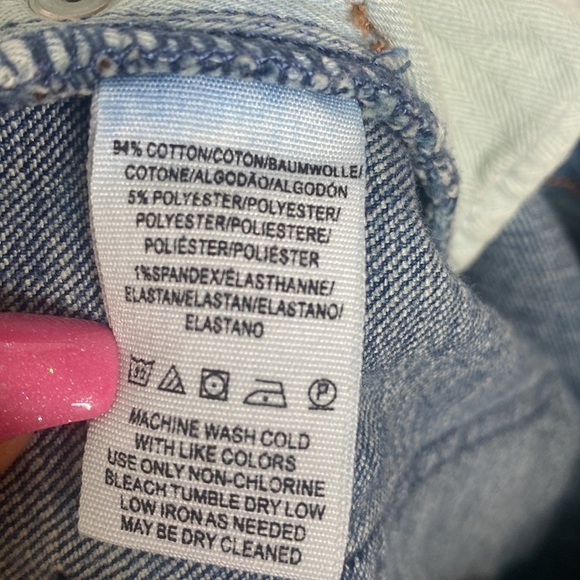 94% COTTON/COTON/BAUMWOLLE/
COTONE/ALGODÃO/ALGODÓN
5% POLYESTER/POLYESTER/
POLYESTER/POLIESTERE/
POLIÉSTER/POLIÉSTER
1%SPANDEX/ÉLASTHANNE/
ELASTAN/ELASTAN/ELASTANO/
ELASTANO
P
MACHINE WASH COLD
WITH LIKE COLORS
USE ONLY NON-CHLORINE
BLEACH TUMBLE DRY LOW
LOW IRON AS NEEDED
MAY BE DRY CLEANED